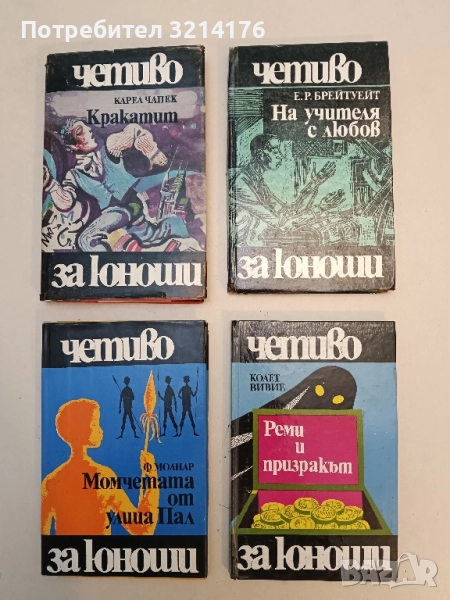 Потребител 3214176
четиво
КАРЕЛ ЧАПЕК
Кракатит
за юноши
четиво
Е. Р. БРЕЙТУЕЙТ
На учителя
с любов
за юноши
четиво
Ф. МОЛНАР
Момчетата
от
улица Пал
за юноши
четиво
КОЛЕТ
ВИВИЕ
Реми
и
призракът
за юноши
BAZAR